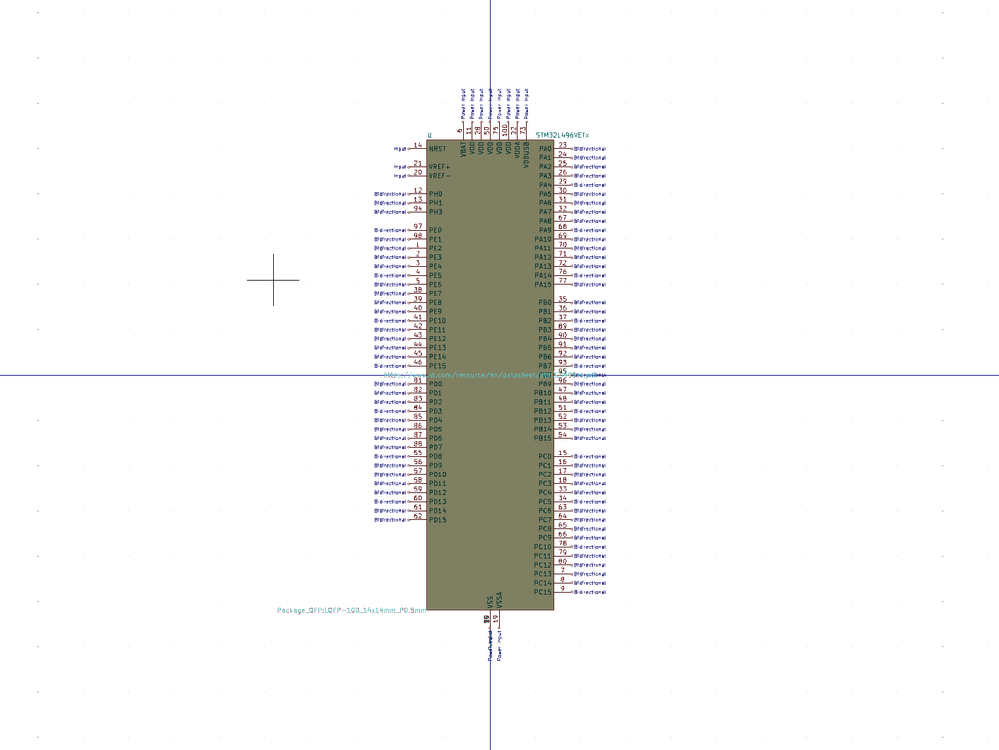 Power Input Power Input Power Input Power Input Power Input Power Input Power Input
6 11 28 50 75 100 22 73
U STM32L496VETx
VBAT VDD VDD VDD VDD VDD VDDA VDDUSB
Input 14 NRST PA0 23 Bidirectional
PA1 24 Bidirectional
Input 21 VREF+ PA2 25 Bidirectional
Input 20 VREF- PA3 26 Bidirectional
PA4 29 Bidirectional
Bidirectional 12 PH0 PA5 30 Bidirectional
Bidirectional 13 PH1 PA6 31 Bidirectional
Bidirectional 94 PH3 PA7 32 Bidirectional
PA8 67 Bidirectional
Bidirectional 97 PE0 PA9 68 Bidirectional
Bidirectional 98 PE1 PA10 69 Bidirectional
Bidirectional 1 PE2 PA11 70 Bidirectional
Bidirectional 2 PE3 PA12 71 Bidirectional
Bidirectional 3 PE4 PA13 72 Bidirectional
Bidirectional 4 PE5 PA14 76 Bidirectional
Bidirectional 5 PE6 PA15 77 Bidirectional
Bidirectional 38 PE7
Bidirectional 39 PE8 PB0 35 Bidirectional
Bidirectional 40 PE9 PB1 36 Bidirectional
Bidirectional 41 PE10 PB2 37 Bidirectional
Bidirectional 42 PE11 PB3 89 Bidirectional
Bidirectional 43 PE12 PB4 90 Bidirectional
Bidirectional 44 PE13 PB5 91 Bidirectional
Bidirectional 45 PE14 PB6 92 Bidirectional
Bidirectional 46 PE15 PB7 93 Bidirectional
.com/resource/en/datasheet/ 95
Bidirectional 81 PD0 PB9 96 Bidirectional
Bidirectional 82 PD1 PB10 47 Bidirectional
Bidirectional 83 PD2 PB11 48 Bidirectional
Bidirectional 84 PD3 PB12 51 Bidirectional
Bidirectional 85 PD4 PB13 52 Bidirectional
Bidirectional 86 PD5 PB14 53 Bidirectional
Bidirectional 87 PD6 PB15 54 Bidirectional
Bidirectional 88 PD7
Bidirectional 55 PD8 PC0 15 Bidirectional
Bidirectional 56 PD9 PC1 16 Bidirectional
Bidirectional 57 PD10 PC2 17 Bidirectional
Bidirectional 58 PD11 PC3 18 Bidirectional
Bidirectional 59 PD12 PC4 33 Bidirectional
Bidirectional 60 PD13 PC5 34 Bidirectional
Bidirectional 61 PD14 PC6 63 Bidirectional
Bidirectional 62 PD15 PC7 64 Bidirectional
PC8 65 Bidirectional
PC9 66 Bidirectional
PC10 78 Bidirectional
PC11 79 Bidirectional
PC12 80 Bidirectional
PC13 7 Bidirectional
PC14 8 Bidirectional
PC15 9 Bidirectional
VSS VSSA
Package_QFP:LQFP-100_14x14mm_P0.5mm
19
Power Input